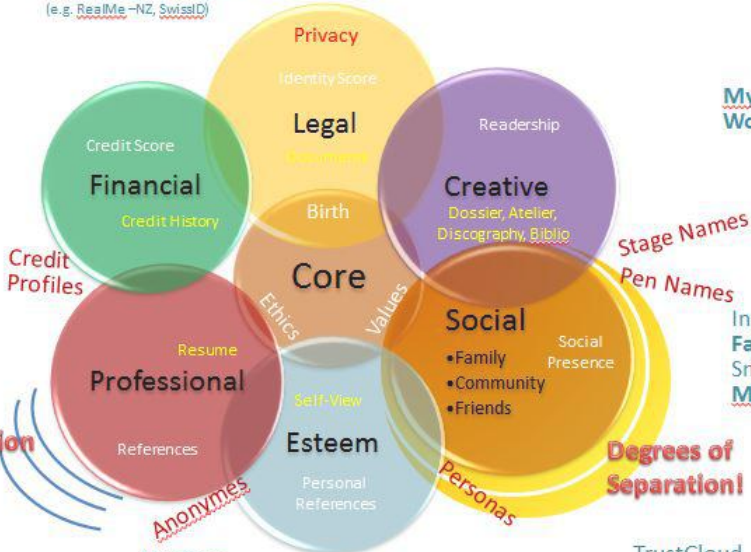 (e.g. RealMe –NZ, SwissID)
Privacy
Identity Score
Legal
Birth
Credit Score
Financial
Credit History
Credit
Profiles
Readership
Creative
Dossier, Atelier,
Discography, Biblio
Stage Names
Pen Names
Core
Ethics
Values
Social
•Family
•Community
•Friends
Social
Presence
Resume
Professional
References
Self-View
Esteem
Personal
References
Anonymes
Personas
Degrees of
Separation!
TrustCloud